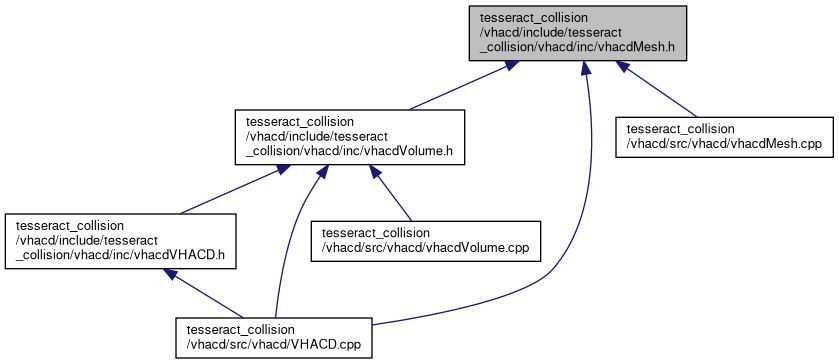 tesseract_collision
/vhacd/include/tesseract
_collision/vhacd/inc/vhacdMesh.h
tesseract_collision
/vhacd/include/tesseract
_collision/vhacd/inc/vhacdVolume.h
tesseract_collision
/vhacd/src/vhacd/vhacdMesh.cpp
tesseract_collision
/vhacd/include/tesseract
_collision/vhacd/inc/vhacdVHACD.h
tesseract_collision
/vhacd/src/vhacd/vhacdVolume.cpp
tesseract_collision
/vhacd/src/vhacd/VHACD.cpp